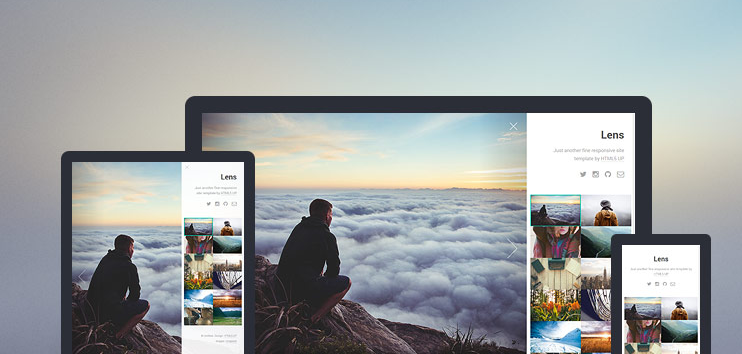 Lens
Just another fine responsive site
template by HTML5 UP
Lens
Just another fine responsive
site template by HTML5 UP
Lens
Just another fine responsive site template by
HTML5 UP